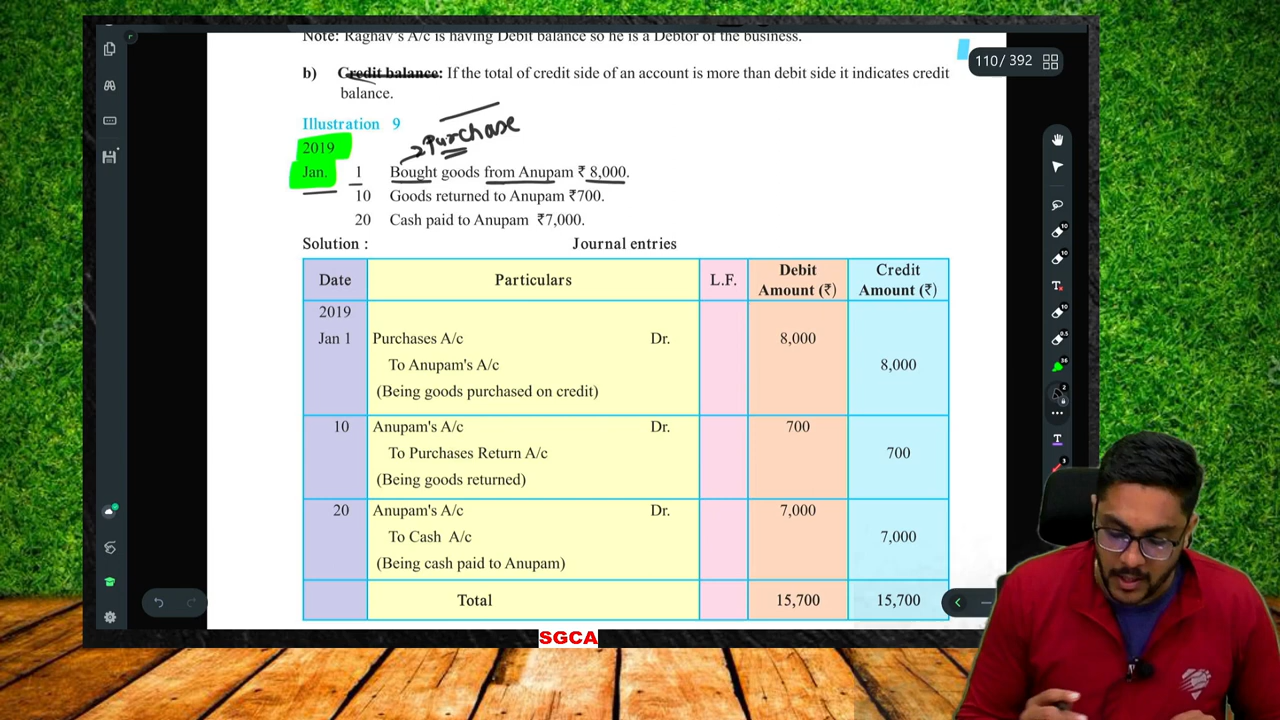 Note: Raghav's A/c is having Debit balance so he is a Debtor of the business.
110/ 392
b) Credit balance: If the total of credit side of an account is more than debit side it indicates credit
balance.
Illustration 9
Purchase
2019
Jan. 1 Bought goods from Anupam ₹ 8,000.
10 Goods returned to Anupam ₹700.
20 Cash paid to Anupam ₹7,000.
Solution : Journal entries
Date Particulars L.F. Debit Amount (₹) Credit Amount (₹)
2019
Jan 1 Purchases A/c Dr. 8,000
To Anupam's A/c 8,000
(Being goods purchased on credit)
10 Anupam's A/c Dr. 700
To Purchases Return A/c 700
(Being goods returned)
20 Anupam's A/c Dr. 7,000
To Cash A/c 7,000
(Being cash paid to Anupam)
Total 15,700 15,700
SGCA